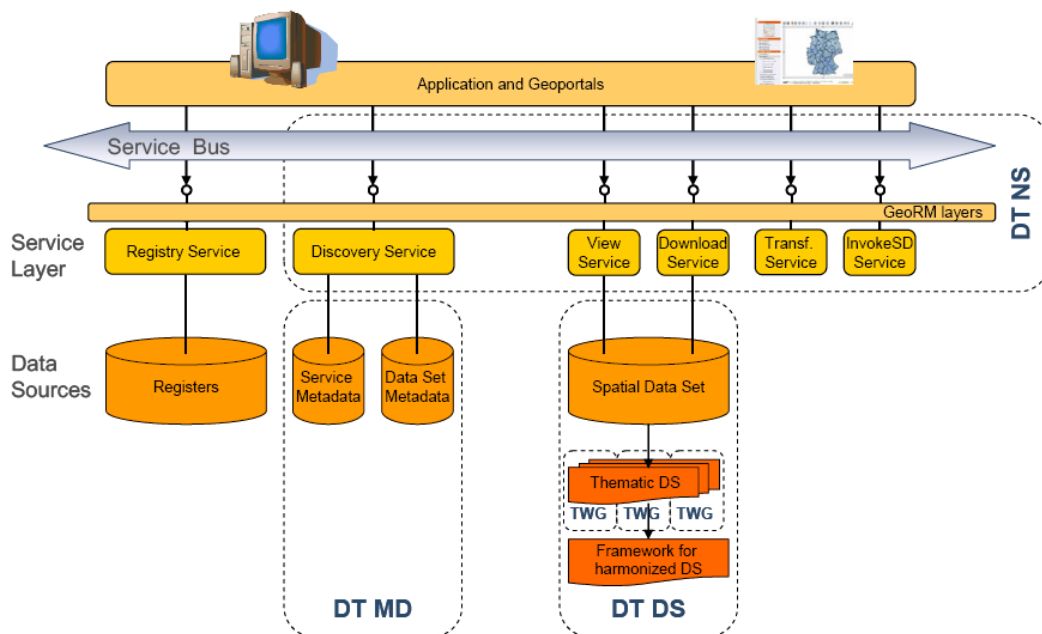 Application and Geoportals
Service Bus
DT NS
GeoRM layers
Service
Layer
Registry Service
Discovery Service
View
Service
Download
Service
Transf.
Service
InvokeSD
Service
Data
Sources
Registers
Service
Metadata
Data Set
Metadata
Spatial Data Set
Thematic DS
TWG
TWG
TWG
Framework for
harmonized DS
DT MD
DT DS